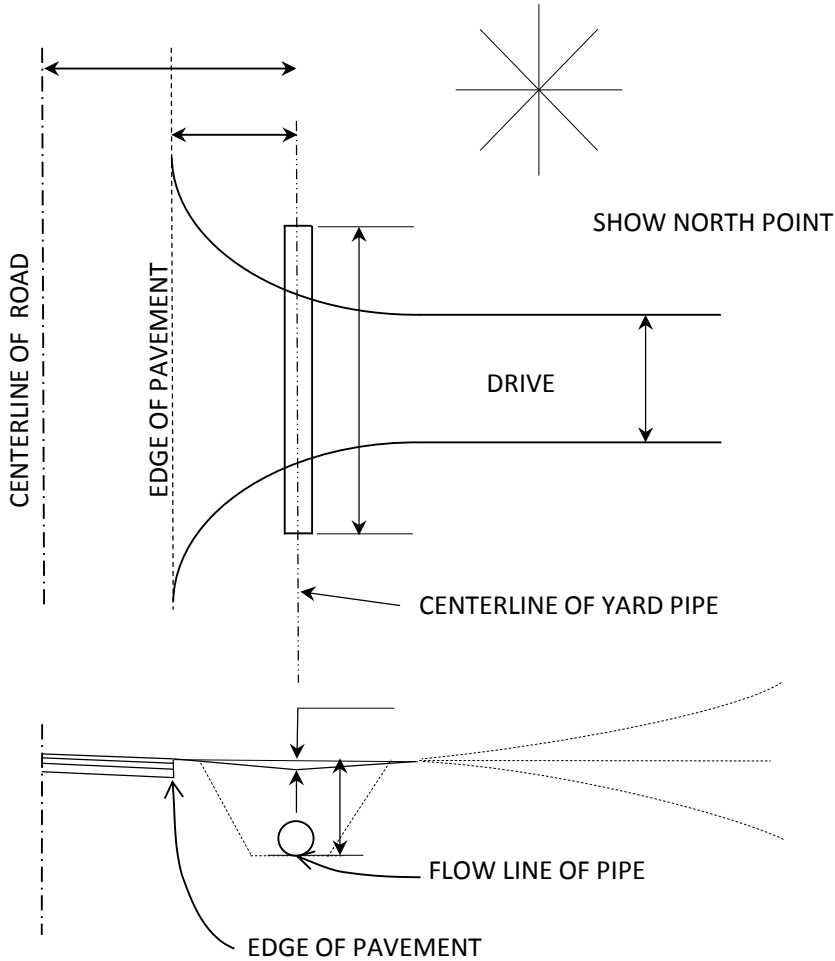 SHOW NORTH POINT
CENTERLINE OF ROAD
EDGE OF PAVEMENT
DRIVE
CENTERLINE OF YARD PIPE
FLOW LINE OF PIPE
EDGE OF PAVEMENT